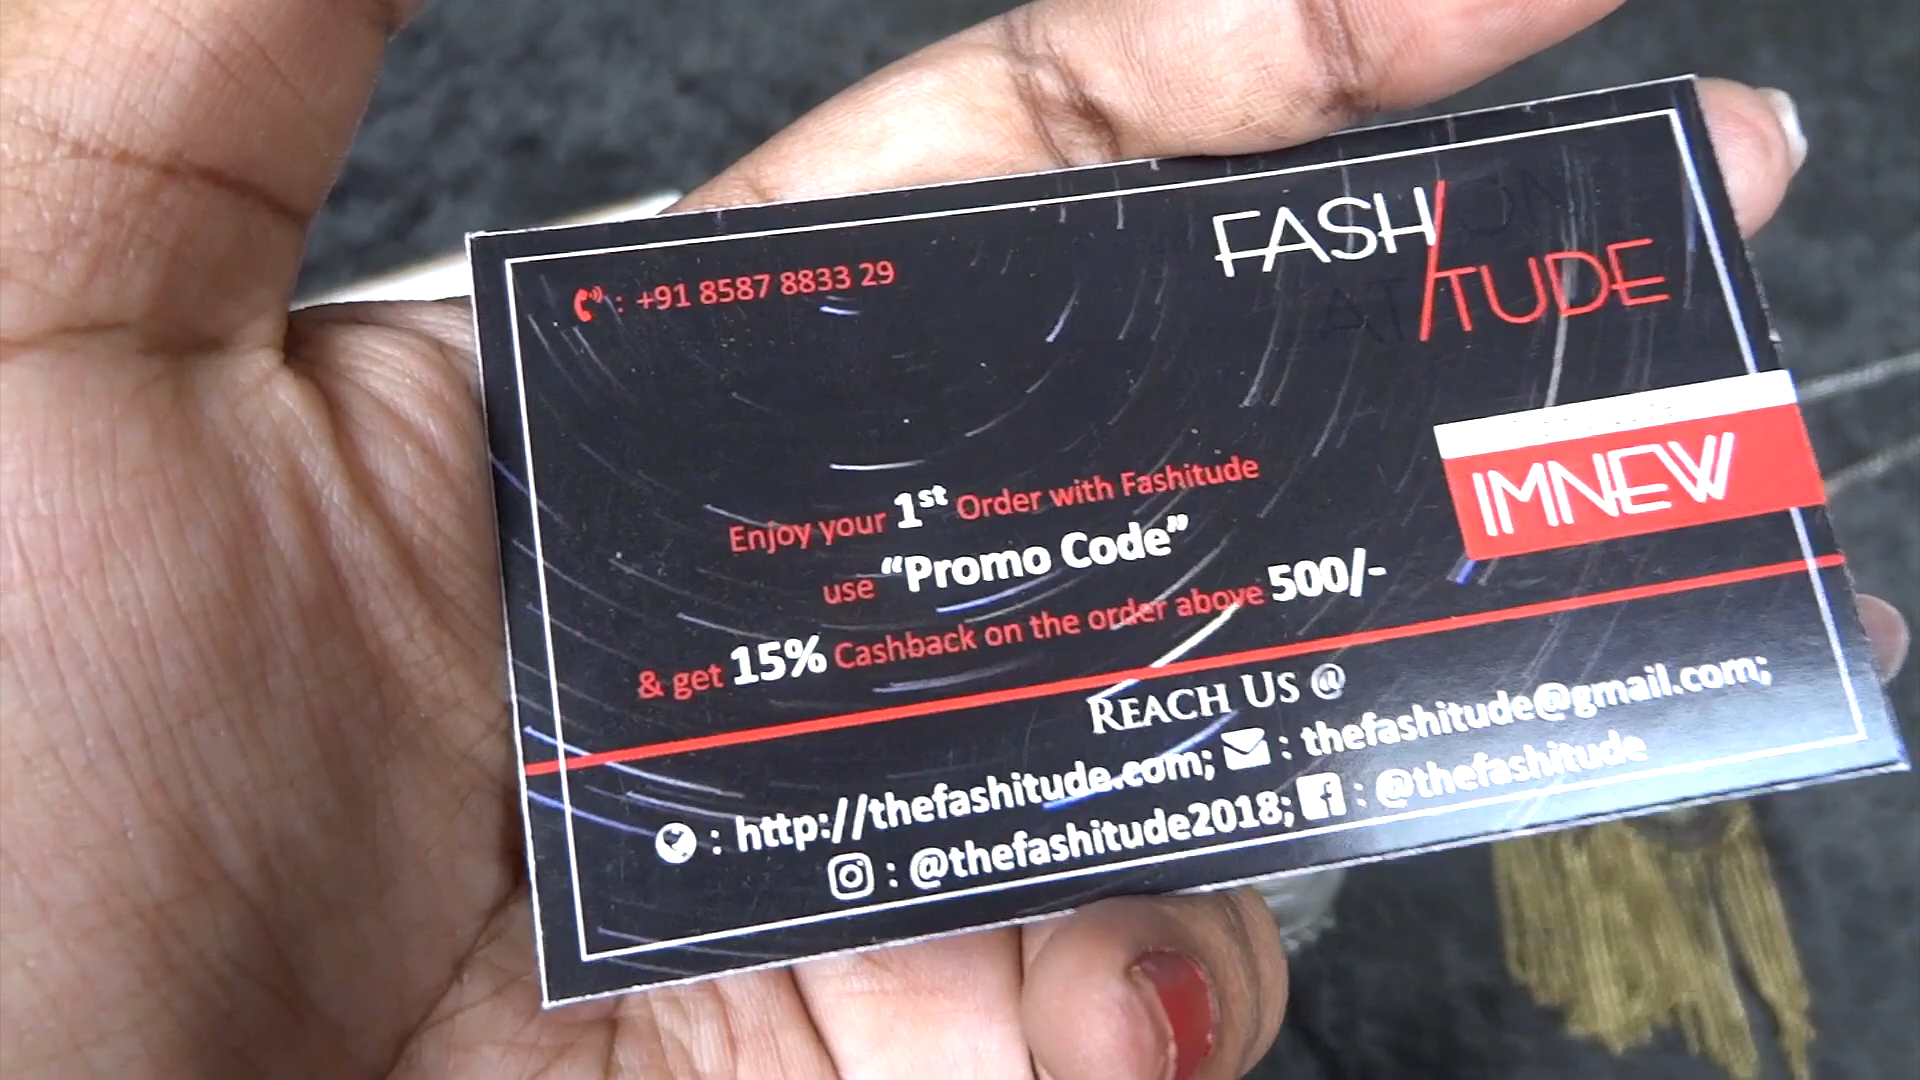 : +91 8587 8833 29
FASHION
ATITUDE
IMNEW
Enjoy your 1st Order with Fashitude
use “Promo Code”
& get 15% Cashback on the order above 500/-
REACH US @
: http://thefashitude.com; : thefashitude@gmail.com;
: @thefashitude2018; : @thefashitude